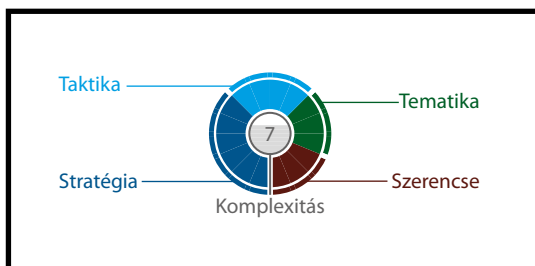 Taktika
Tematika
7
Stratégia
Szerencse
Komplexitás